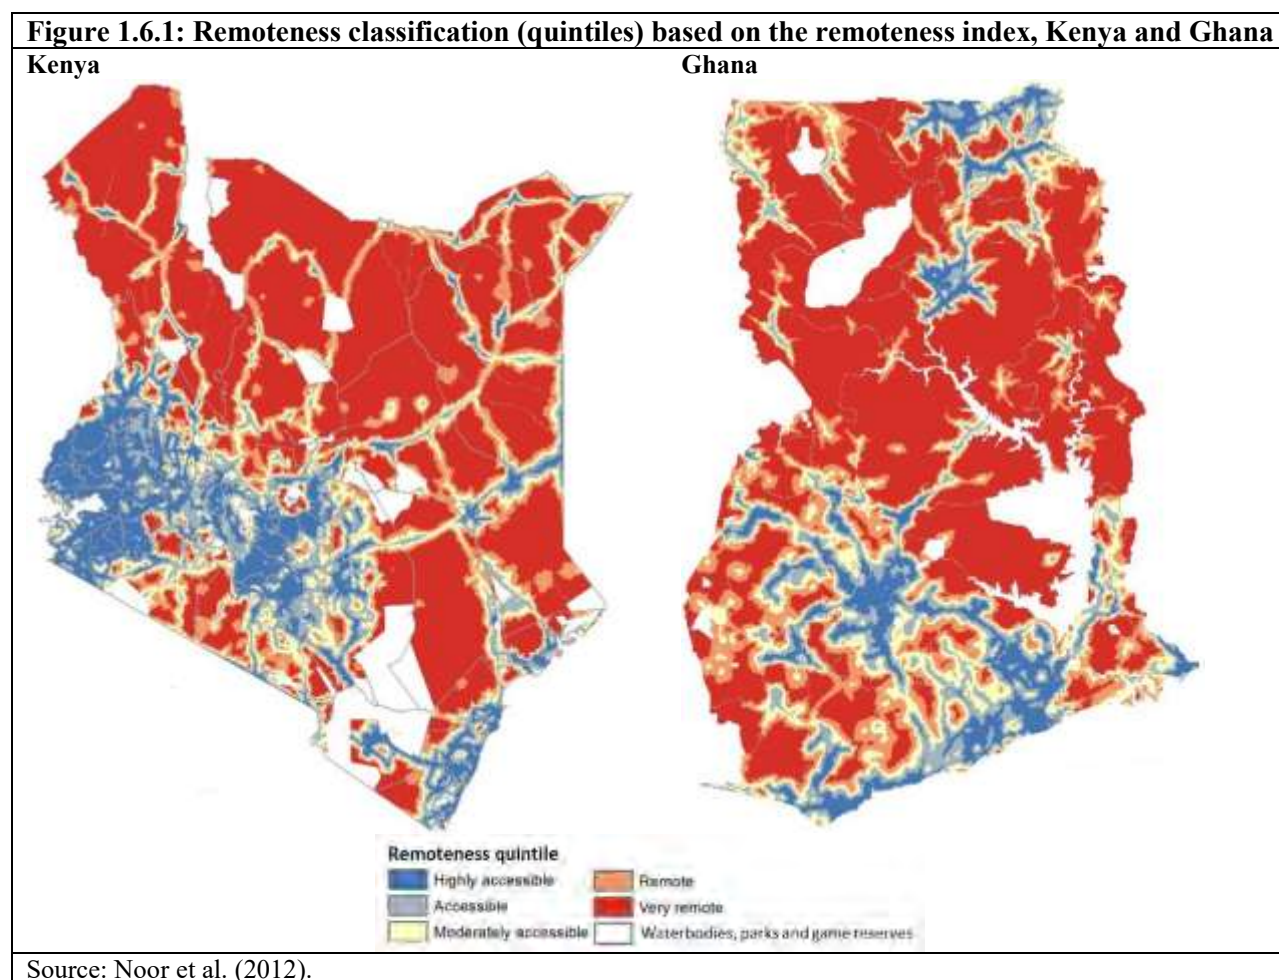 Figure 1.6.1: Remoteness classification (quintiles) based on the remoteness index, Kenya and Ghana
Kenya
Ghana
Remoteness quintile
Highly accessible
Accessible
Moderately accessible
Remote
Very remote
Waterbodies, parks and game reserves
Source: Noor et al. (2012).